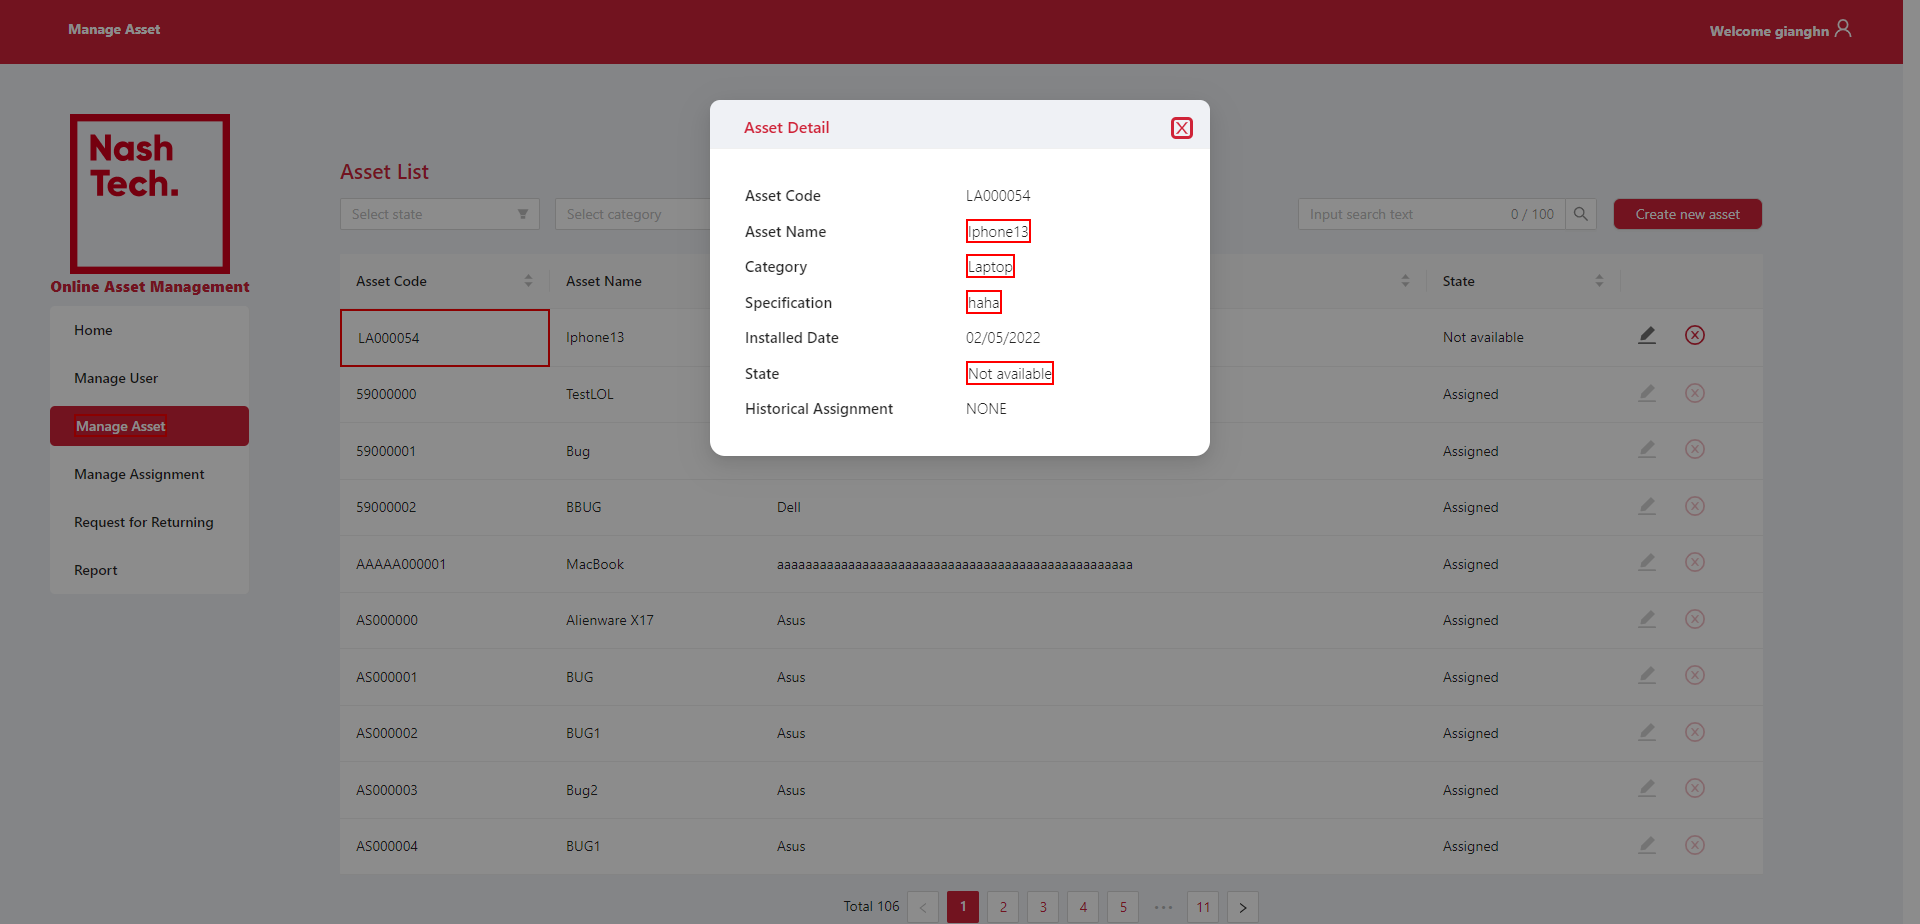 Manage Asset
Welcome gianghn
Nash
Tech.
Online Asset Management
Home
Manage User
Manage Asset
Manage Assignment
Request for Returning
Report
Asset List
Select state
Select category
Input search text
0 / 100
Create new asset
Asset Code Asset Name State
LA000054 Iphone13 Not available
59000000 TestLOL Assigned
59000001 Bug Assigned
59000002 BBUG Dell Assigned
AAAAA000001 MacBook aaaaaaaaaaaaaaaaaaaaaaaaaaaaaaaaaaaaaaaaaaaaaaaaaaa Assigned
AS000000 Alienware X17 Asus Assigned
AS000001 BUG Asus Assigned
AS000002 BUG1 Asus Assigned
AS000003 Bug2 Asus Assigned
AS000004 BUG1 Asus Assigned
Total 106 < 1 2 3 4 5 ••• 11 >
Asset Detail
Asset Code LA000054
Asset Name Iphone13
Category Laptop
Specification haha
Installed Date 02/05/2022
State Not available
Historical Assignment NONE